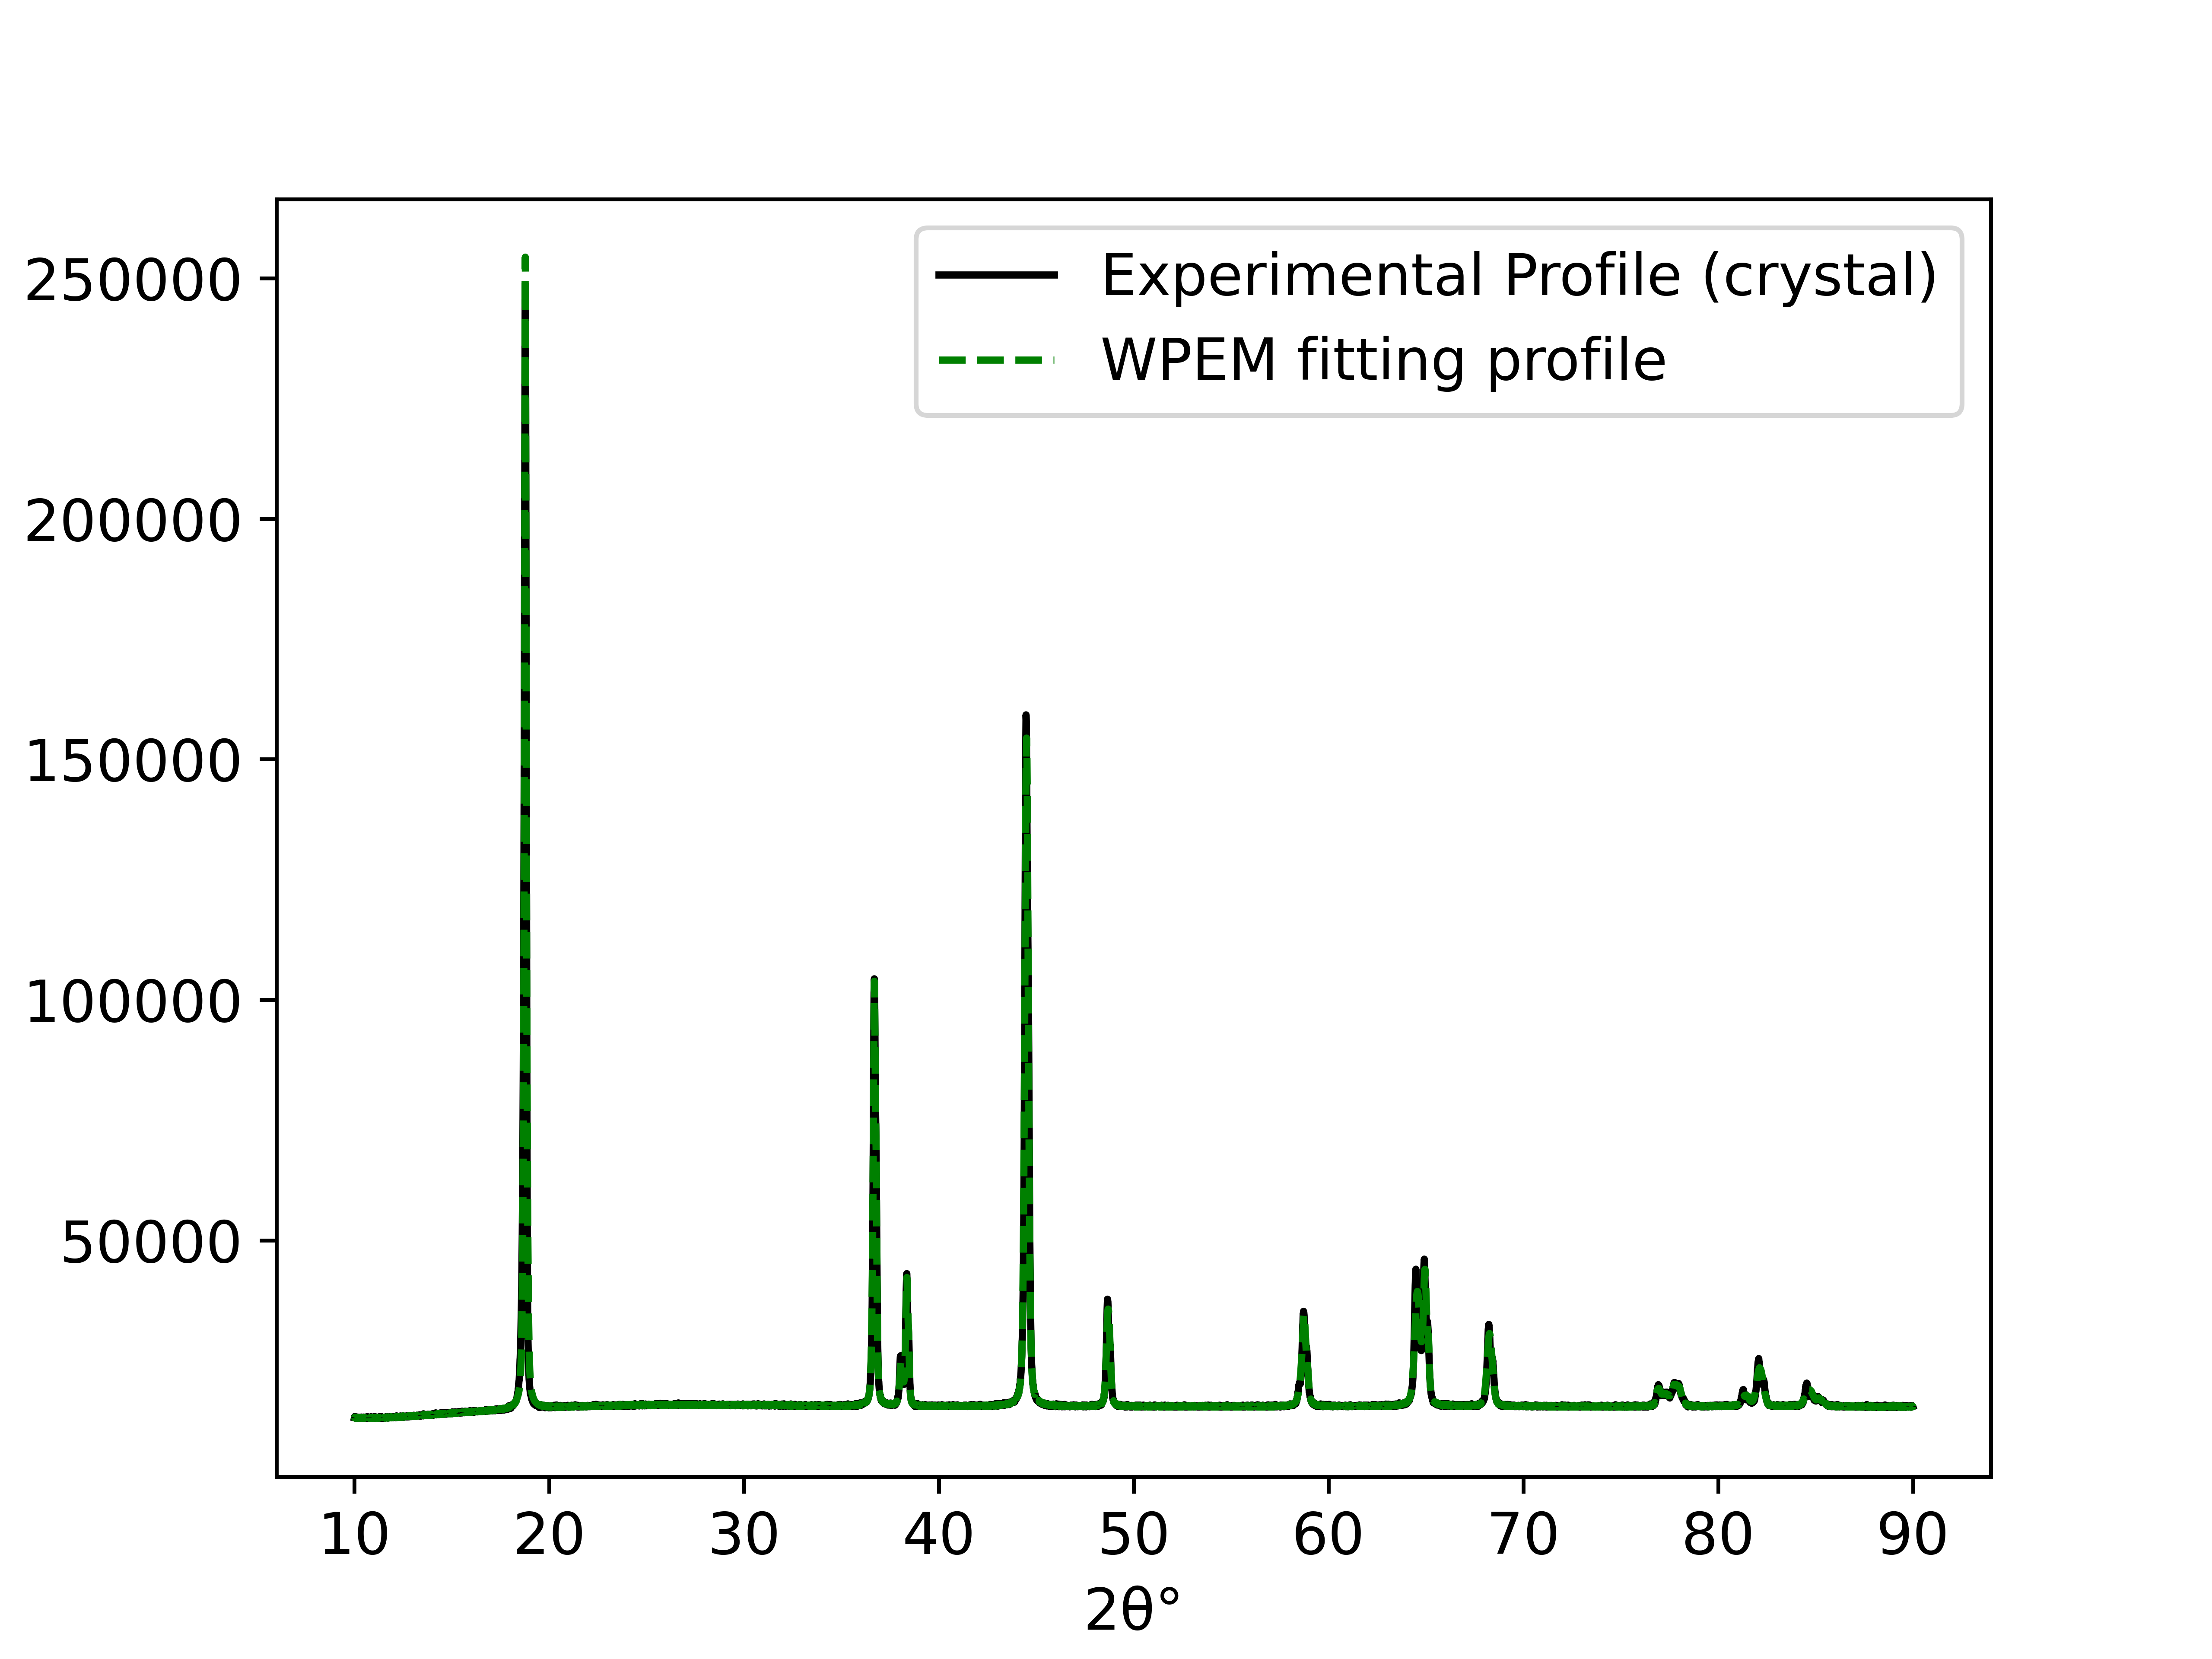 Experimental Profile (crystal)
WPEM fitting profile
250000
200000
150000
100000
50000
10 20 30 40 50 60 70 80 90
2θ°